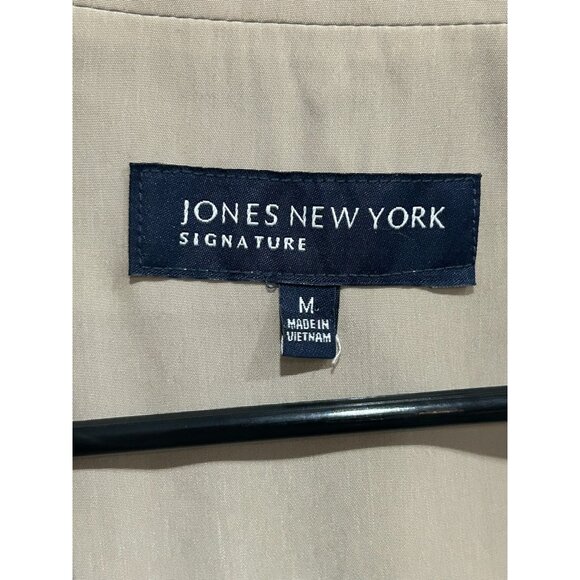 JONES NEW YORK
SIGNATURE
M
MADE IN
VIETNAM